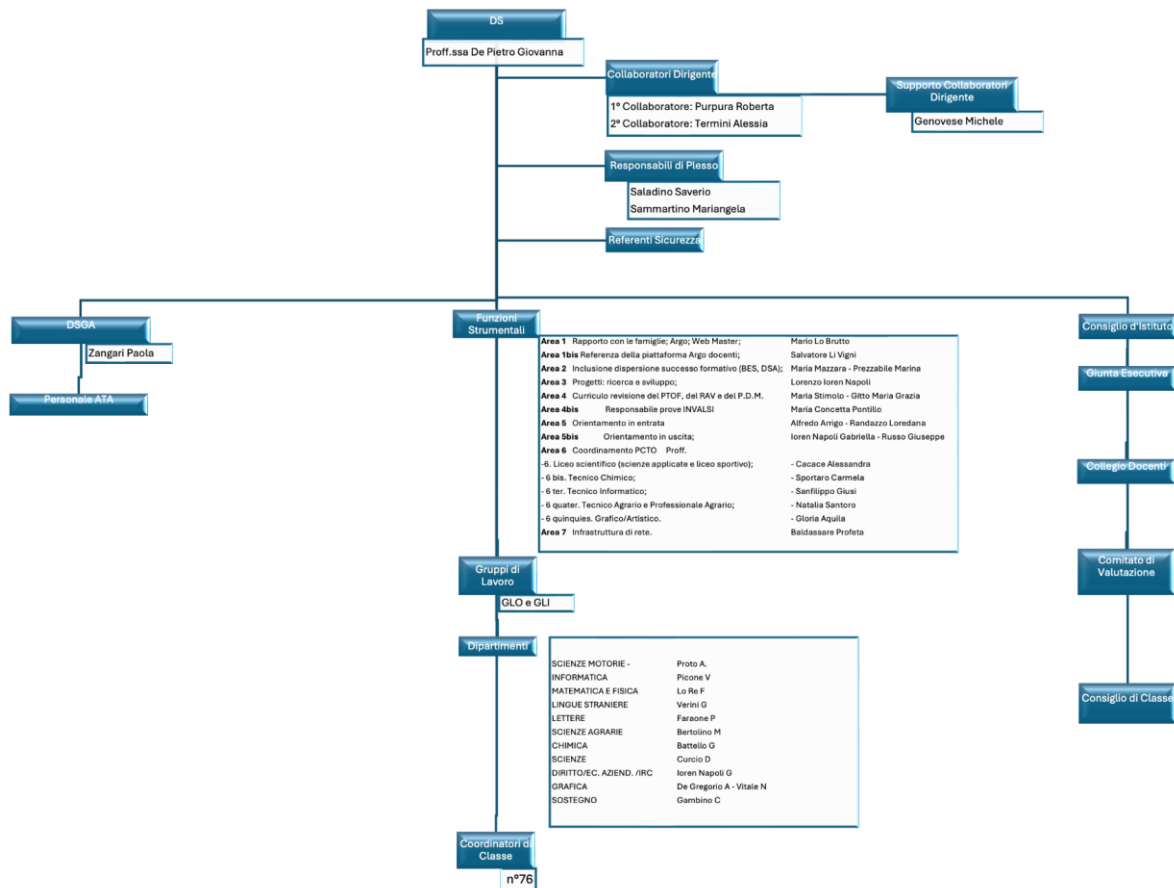 DS
Proff.ssa De Pietro Giovanna
Collaboratori Dirigente
1° Collaboratore: Purpura Roberta
2° Collaboratore: Termini Alessia
Supporto Collaboratori
Dirigente
Genovese Michele
Responsabili di Plesso
Saladino Saverio
Sammartino Mariangela
Referenti Sicurezza
DSGA
Zangari Paola
Personale ATA
Funzioni
Strumentali
Area 1 Rapporto con le famiglie; Argo; Web Master; Mario Lo Brutto
Area 1bis Referenza della piattaforma Argo docenti; Salvatore Li Vigni
Area 2 Inclusione dispersione successo formativo (BES, DSA); Maria Mazzara - Prezzabile Marina
Area 3 Progetti: ricerca e sviluppo; Lorenzo Ioren Napoli
Area 4 Curriculo revisione del PTOF, del RAV e del P.D.M. Maria Stimolo - Gitto Maria Grazia
Area 4bis Responsabile prove INVALSI Maria Concetta Pontillo
Area 5 Orientamento in entrata Alfredo Arrigo - Randazzo Loredana
Area 5bis Orientamento in uscita; Ioren Napoli Gabriella - Russo Giuseppe
Area 6 Coordinamento PCTO Proff.
-6. Liceo scientifico (scienze applicate e liceo sportivo); - Cacace Alessandra
- 6 bis. Tecnico Chimico; - Sportaro Carmela
- 6 ter. Tecnico Informatico; - Sanfilippo Giusi
- 6 quater. Tecnico Agrario e Professionale Agrario; - Natalia Santoro
- 6 quinquies. Grafico/Artistico. - Gloria Aquila
Area 7 Infrastruttura di rete. Baldassare Profeta
Gruppi di
Lavoro
GLO e GLI
Dipartimenti
SCIENZE MOTORIE - Proto A.
INFORMATICA Picone V
MATEMATICA E FISICA Lo Re F
LINGUE STRANIERE Verini G
LETTERE Faraone P
SCIENZE AGRARIE Bertolino M
CHIMICA Battello G
SCIENZE Curcio D
DIRITTO/EC. AZIEND. /IRC Ioren Napoli G
GRAFICA De Gregorio A - Vitale N
SOSTEGNO Gambino C
Coordinatori di
Classe
n°76
Consiglio d'Istituto
Giunta Esecutiva
Collegio Docenti
Comitato di
Valutazione
Consiglio di Classe